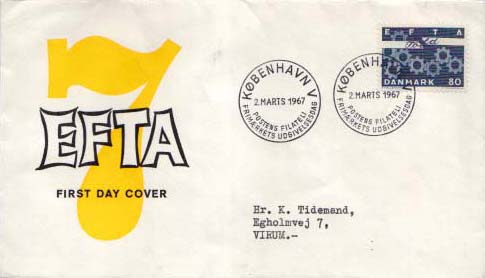 7
EFTA
FIRST DAY COVER
KØBENHAVN V
2.MARTS 1967
POSTENS FILATELI
FRIMÆRKETS UDGIVELSESDAG
KØBENHAVN V
2.MARTS 1967
POSTENS FILATELI
FRIMÆRKETS UDGIVELSESDAG
E F T A
DANMARK 80
Hr. K. Tidemand,
Egholmvej 7,
VIRUM.-